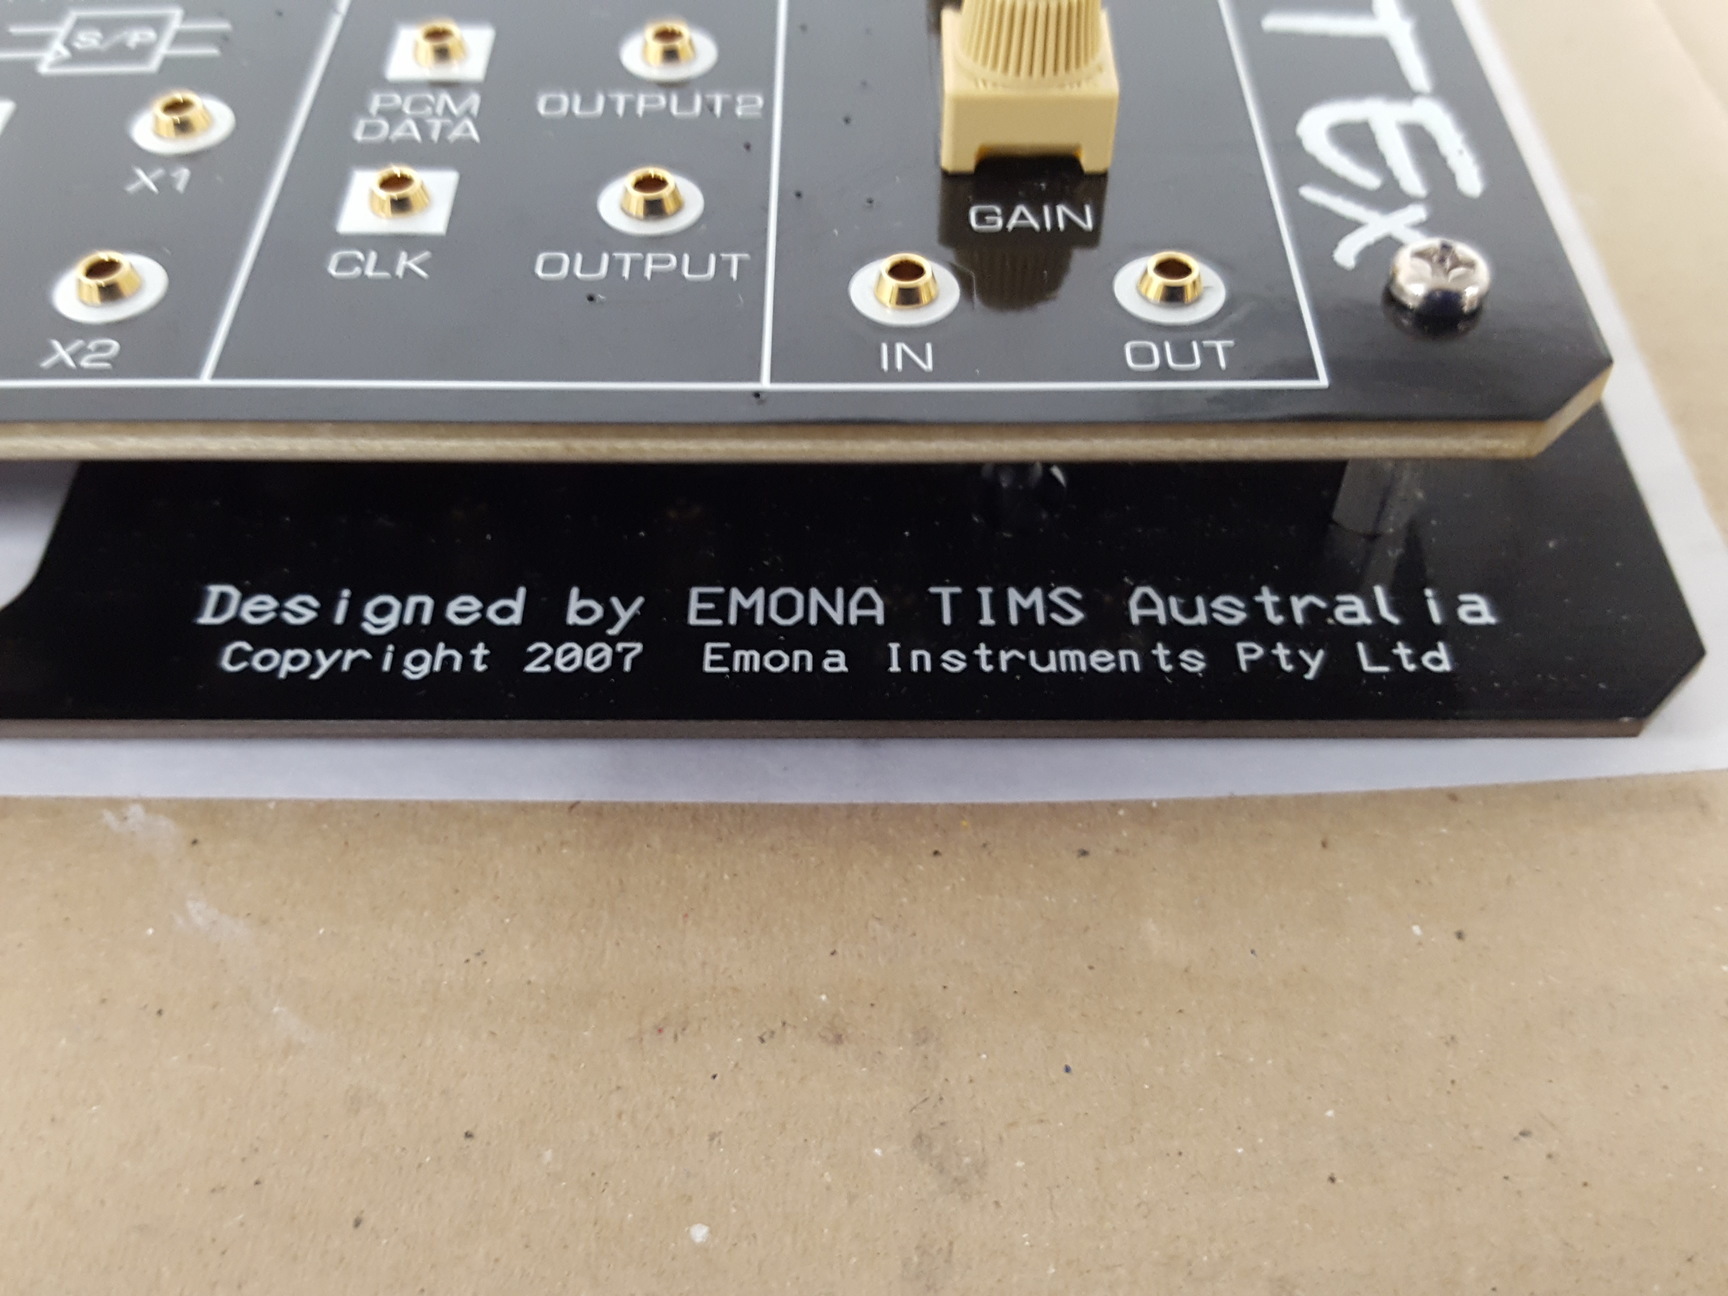 S/P
X1
X2
PCM
DATA
OUTPUT2
CLK
OUTPUT
GAIN
IN
OUT
TEx
Designed by EMONA TIMS Australia
Copyright 2007 Emona Instruments Pty Ltd